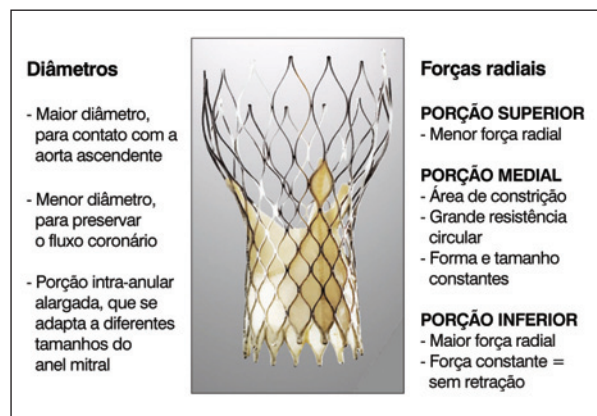 Diâmetros
- Maior diâmetro,
para contato com a
aorta ascendente
- Menor diâmetro,
para preservar
o fluxo coronário
- Porção intra-anular
alargada, que se
adapta a diferentes
tamanhos do
anel mitral
Forças radiais
PORÇÃO SUPERIOR
- Menor força radial
PORÇÃO MEDIAL
- Área de constrição
- Grande resistência
circular
- Forma e tamanho
constantes
PORÇÃO INFERIOR
- Maior força radial
- Força constante =
sem retração